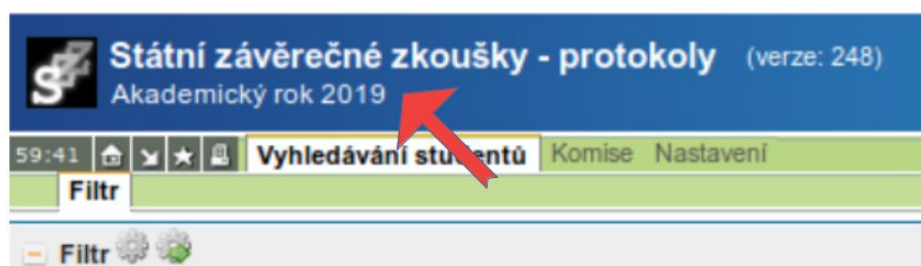 Státní závěrečné zkoušky - protokoly (verze: 248)
Akademický rok 2019
59:41 Vyhledávání studentů Komise Nastavení
Filtr
Filtr